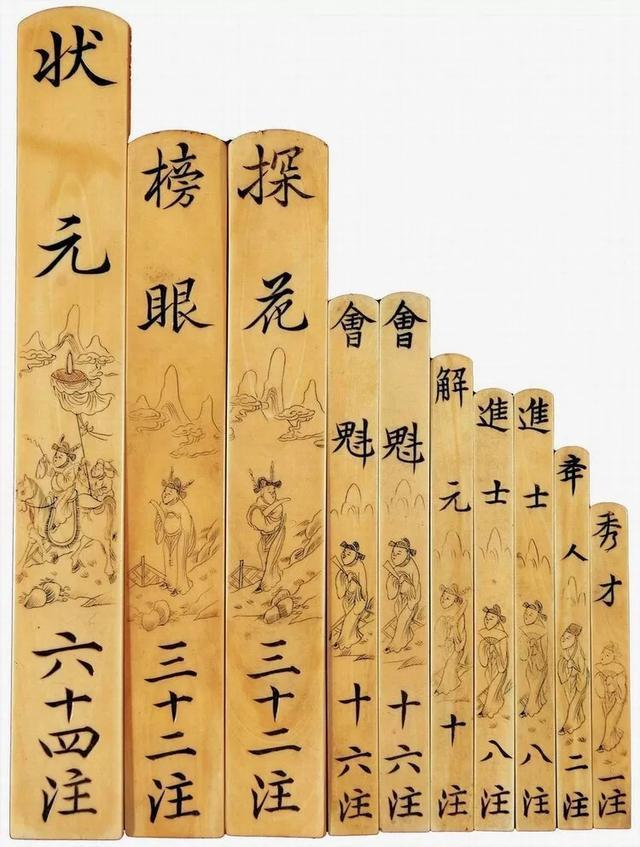 状元 六十四注
榜眼 三十二注
探花 三十二注
會魁 十六注
會魁 十六注
解元 十注
進士 八注
進士 八注
举人 二注
秀才 一注